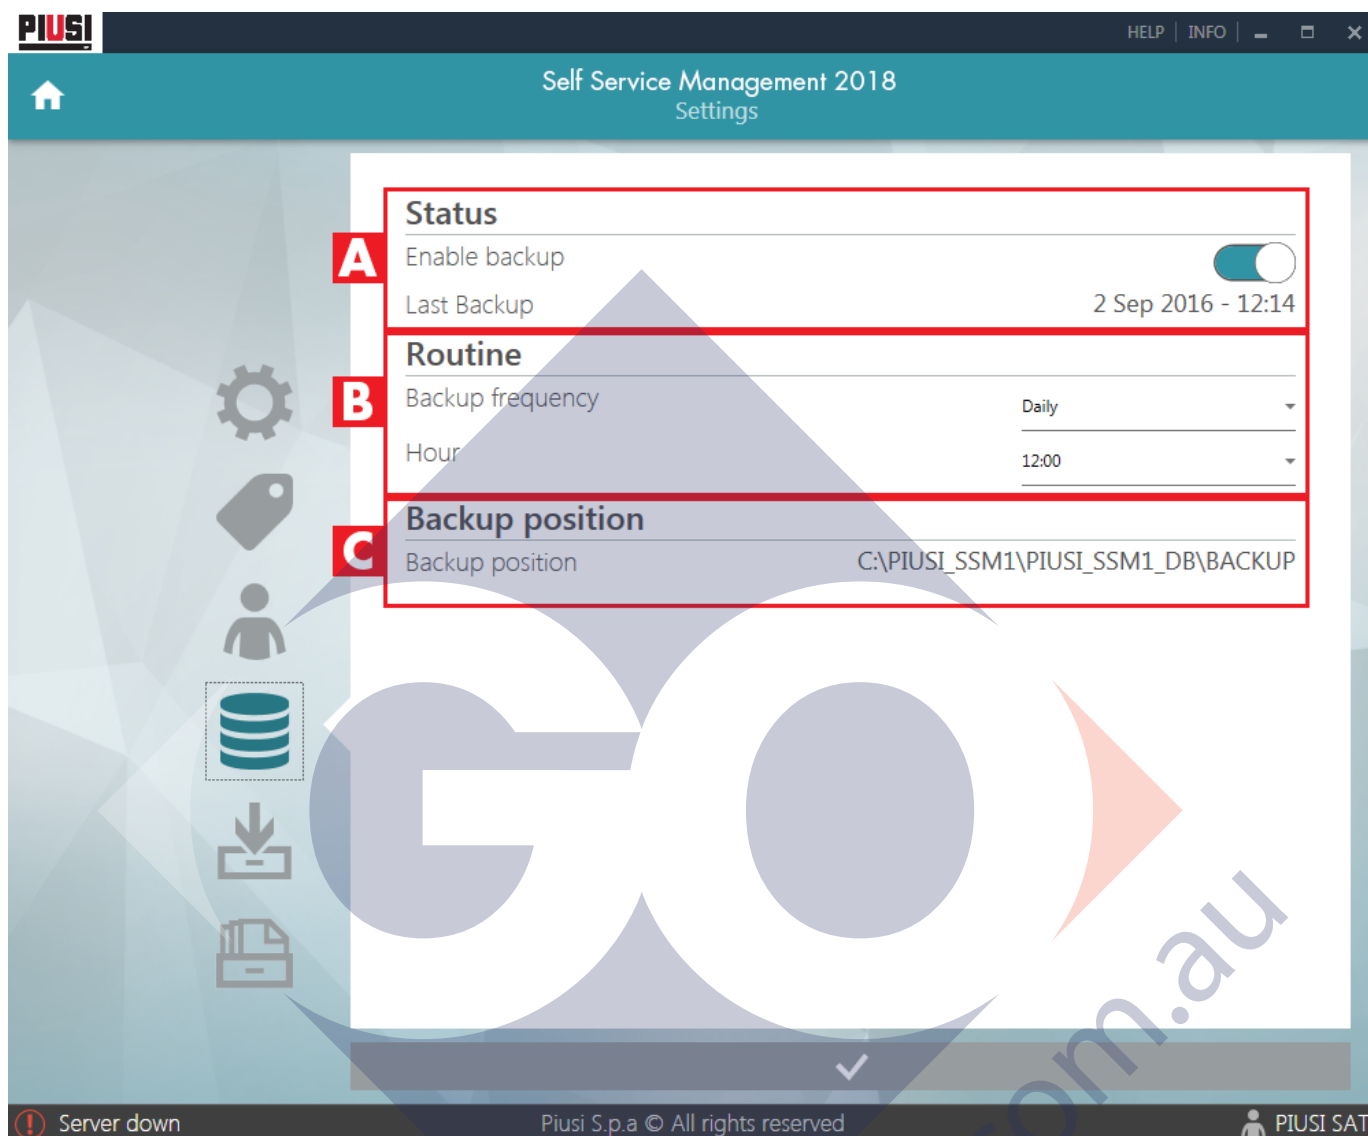 PIUSI
HELP | INFO
Self Service Management 2018
Settings
A
Status
Enable backup
Last Backup 2 Sep 2016 - 12:14
B
Routine
Backup frequency Daily
Hour 12:00
C
Backup position
Backup position C:\PIUSI_SSM1\PIUSI_SSM1_DB\BACKUP
GO
om.au
Server down
Piusi S.p.a © All rights reserved
PIUSI SAT